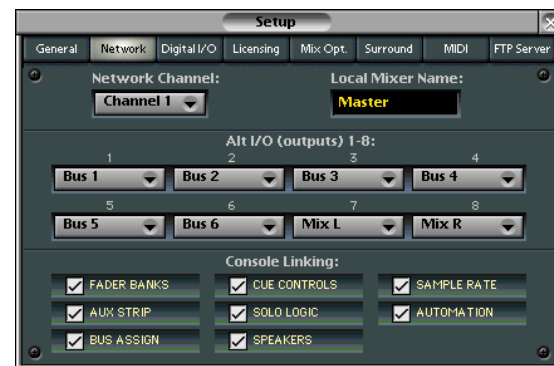 Setup
General Network Digital I/O Licensing Mix Opt. Surround MIDI FTP Server
Network Channel: Local Mixer Name:
Channel 1 Master
Alt I/O (outputs) 1-8:
1 2 3 4
Bus 1 Bus 2 Bus 3 Bus 4
5 6 7 8
Bus 5 Bus 6 Mix L Mix R
Console Linking:
FADER BANKS CUE CONTROLS SAMPLE RATE
AUX STRIP SOLO LOGIC AUTOMATION
BUS ASSIGN SPEAKERS